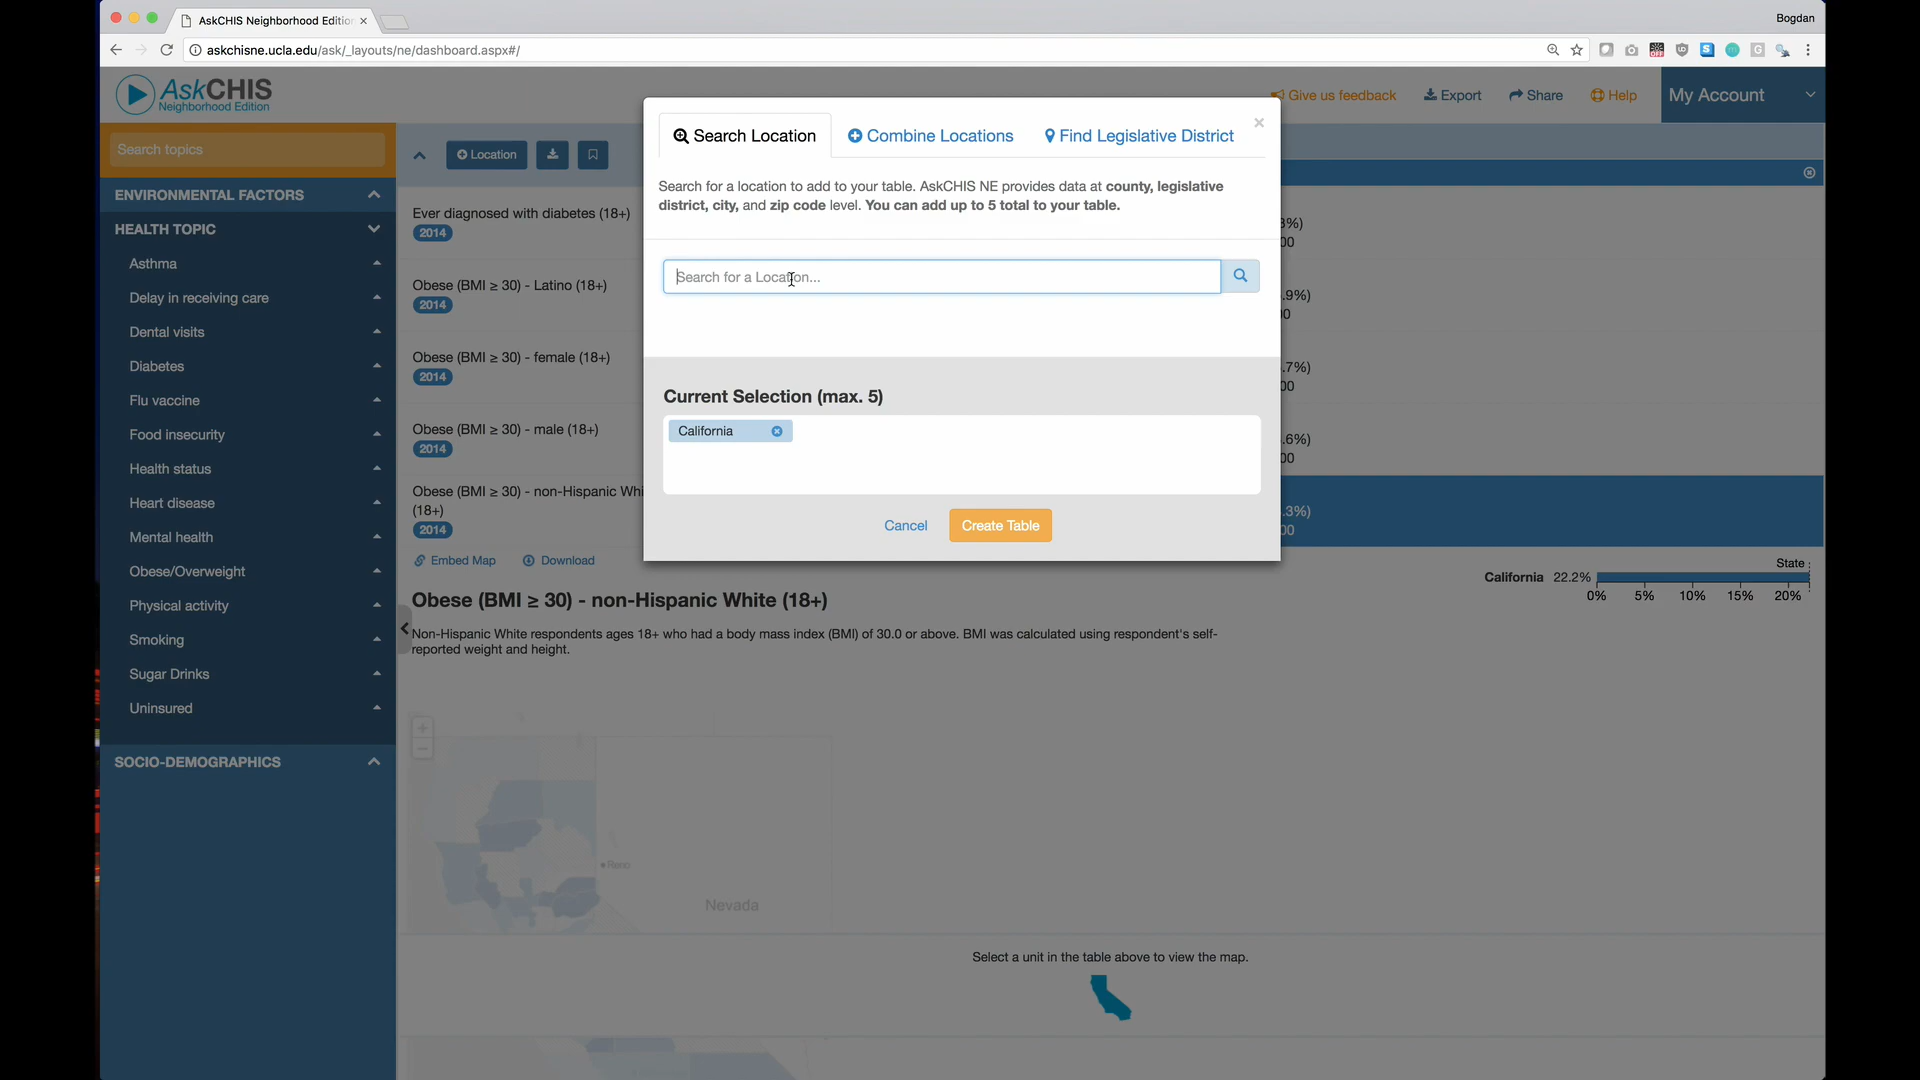 AskCHIS Neighborhood Editio
Bogdan
askchisne.ucla.edu/ask/_layouts/ne/dashboard.aspx#/
AskCHIS
Neighborhood Edition
Give us feedback
Export
Share
Help
My Account
Search topics
ENVIRONMENTAL FACTORS
HEALTH TOPIC
Asthma
Delay in receiving care
Dental visits
Diabetes
Flu vaccine
Food insecurity
Health status
Heart disease
Mental health
Obese/Overweight
Physical activity
Smoking
Sugar Drinks
Uninsured
SOCIO-DEMOGRAPHICS
Location
Ever diagnosed with diabetes (18+)
2014
Obese (BMI ≥ 30) - Latino (18+)
2014
Obese (BMI ≥ 30) - female (18+)
2014
Obese (BMI ≥ 30) - male (18+)
2014
Obese (BMI ≥ 30) - non-Hispanic Whi
(18+)
2014
Search Location
Combine Locations
Find Legislative District
Search for a location to add to your table. AskCHIS NE provides data at county, legislative
district, city, and zip code level. You can add up to 5 total to your table.
Search for a Location...
Current Selection (max. 5)
California
Cancel
Create Table
%)
00
.9%)
00
.7%)
00
.6%)
00
.3%)
00
Embed Map
Download
Obese (BMI ≥ 30) - non-Hispanic White (18+)
Non-Hispanic White respondents ages 18+ who had a body mass index (BMI) of 30.0 or above. BMI was calculated using respondent's self-
reported weight and height.
State
California 22.2%
0% 5% 10% 15% 20%
Reno
Nevada
Select a unit in the table above to view the map.